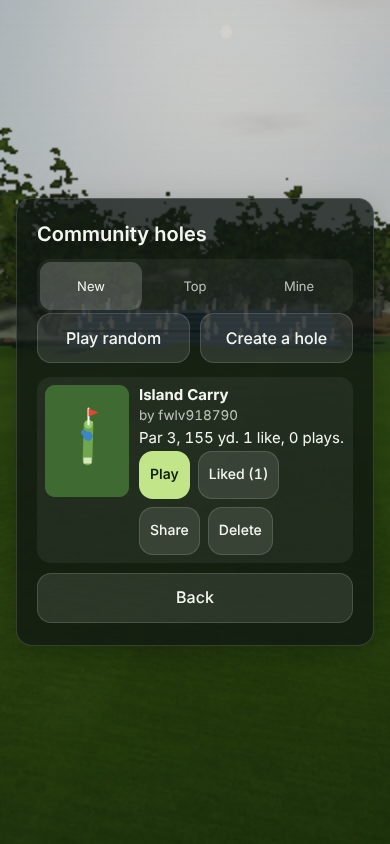 Community holes
New Top Mine
Play random Create a hole
Island Carry
by fwlv918790
Par 3, 155 yd. 1 like, 0 plays.
Play Liked (1)
Share Delete
Back